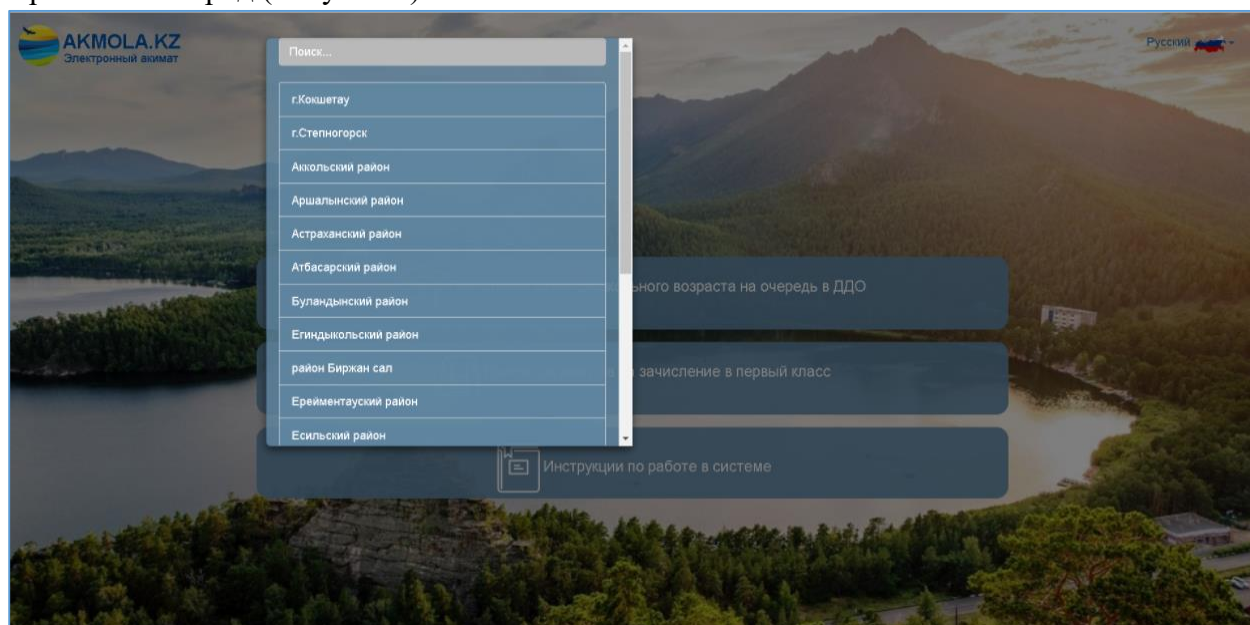 AKMOLA.KZ
Электронный акимат
Русский
Поиск...
г.Кокшетау
г.Степногорск
Аккольский район
Аршалынский район
Астраханский район
Атбасарский район
Буландынский район
Егиндыкольский район
район Биржан сал
Ерейментауский район
Есильский район
возраста на очередь в ДДО
зачисление в первый класс
Инструкции по работе в системе